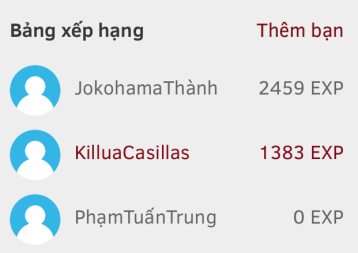 Bảng xếp hạng Thêm bạn
JokohamaThành 2459 EXP
KilluaCasillas 1383 EXP
PhạmTuấnTrung 0 EXP